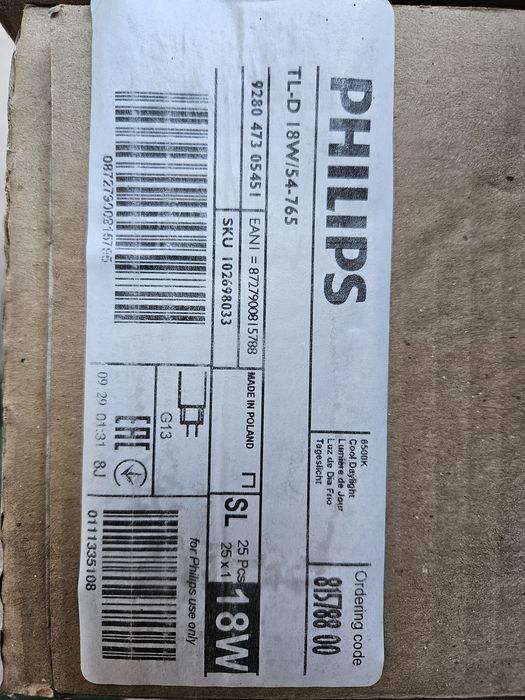 PHILIPS
6500K
Cool Daylight
Lumière de Jour
Luz de Dia Frio
Tageslicht
Ordering code
815788 00
TL-D 18W/54-765
9280 473 05451
EAN1 = 8727900815788
MADE IN POLAND
SKU 102698033
SL
25 Pcs
25 x 1
18W
08727900815795
G13
EAC
09 29 01:31 8J
for Philips use only
0111335108